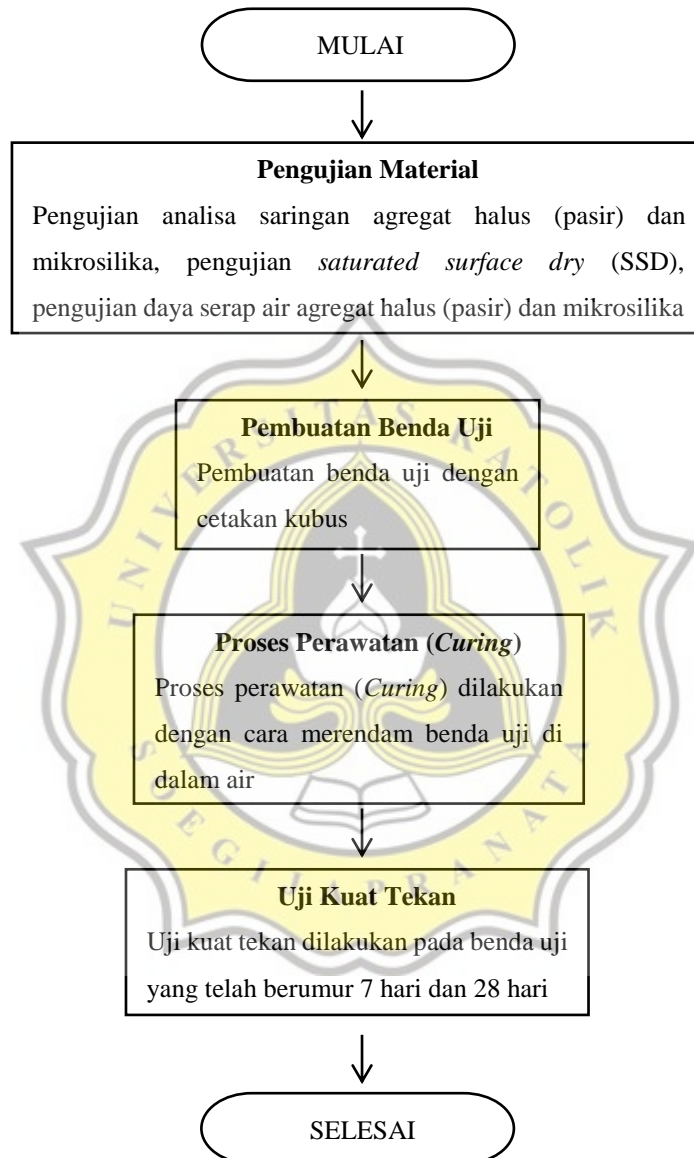 MULAI
Pengujian Material
Pengujian analisa saringan agregat halus (pasir) dan
mikrosilika, pengujian saturated surface dry (SSD),
pengujian daya serap air agregat halus (pasir) dan mikrosilika
Pembuatan Benda Uji
Pembuatan benda uji dengan
cetakan kubus
Proses Perawatan (Curing)
Proses perawatan (Curing) dilakukan
dengan cara merendam benda uji di
dalam air
Uji Kuat Tekan
Uji kuat tekan dilakukan pada benda uji
yang telah berumur 7 hari dan 28 hari
SELESAI
UNIVERSITAS KATOLIK
SOEGIJAPRANATA